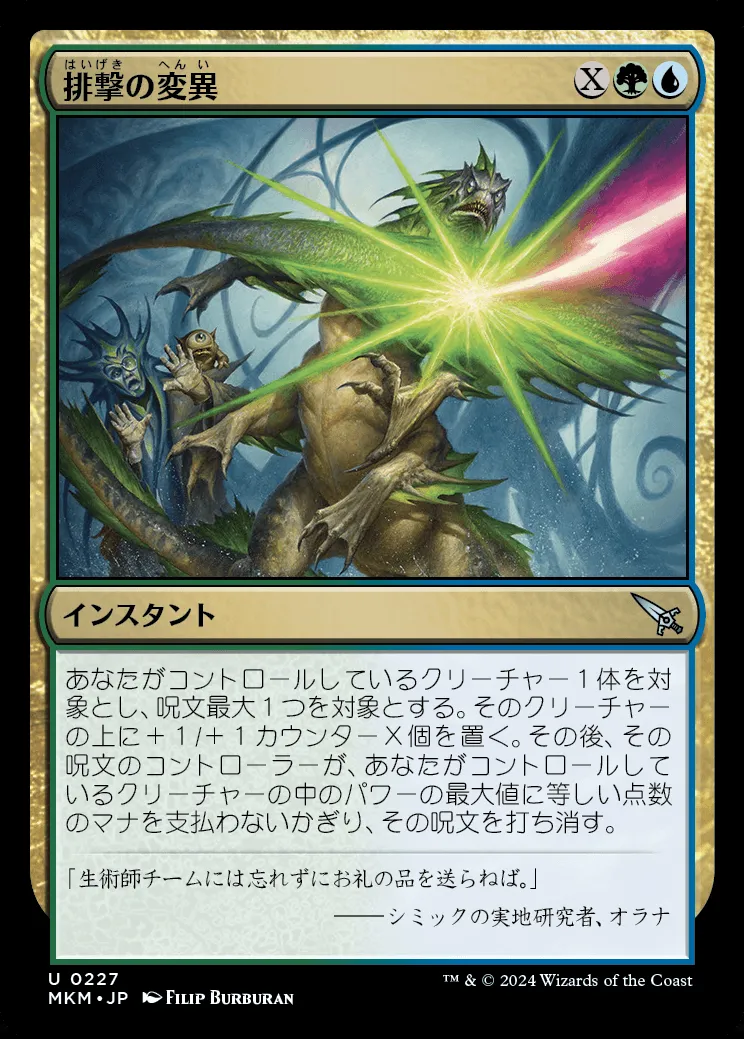 はいげき へんい
排撃の変異 X
インスタント
あなたがコントロールしているクリーチャー１体を対
象とし、呪文最大１つを対象とする。そのクリーチャー
の上に＋１/＋１カウンターX個を置く。その後、その
呪文のコントローラーが、あなたがコントロールして
いるクリーチャーの中のパワーの最大値に等しい点数
のマナを支払わないかぎり、その呪文を打ち消す。
「生術師チームには忘れずにお礼の品を送らねば。」
――シミックの実地研究者、オラナ
U 0227
MKM•JP FILIP BURBURAN
™ & © 2024 Wizards of the Coast